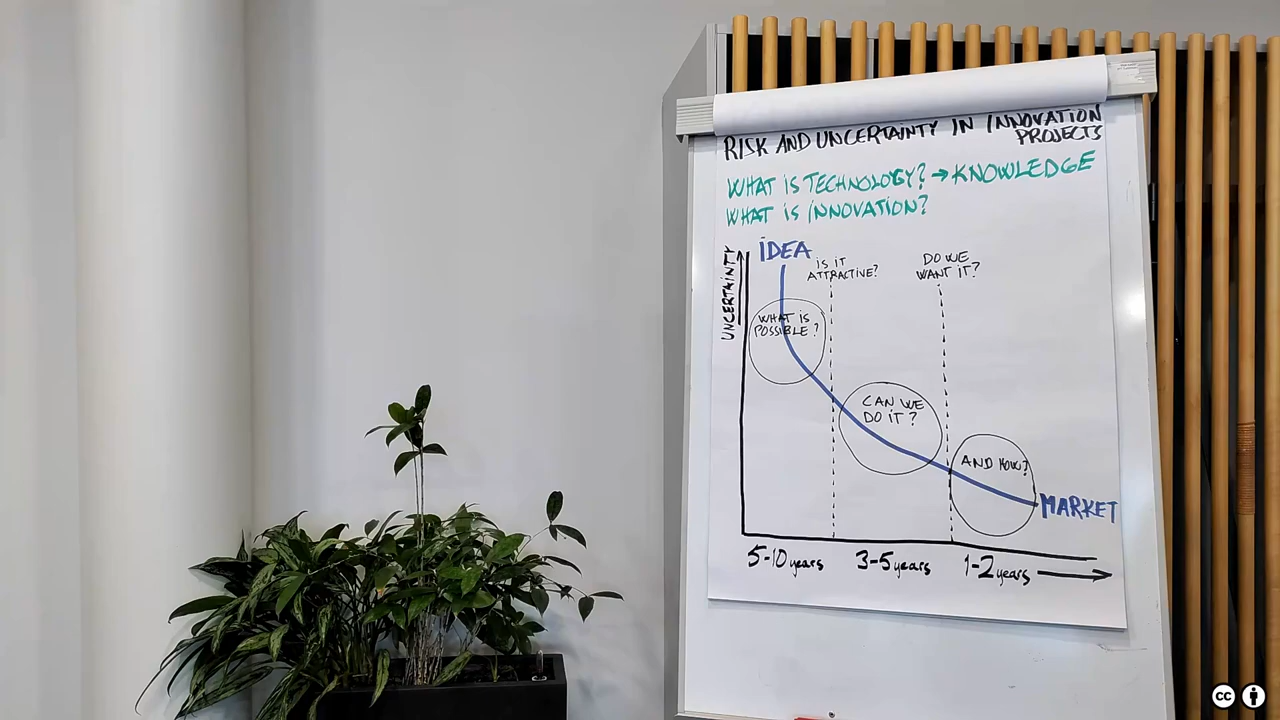 RISK AND UNCERTAINTY IN INNOVATION
PROJECTS
WHAT IS TECHNOLOGY? → KNOWLEDGE
WHAT IS INNOVATION?
UNCERTAINTY
IDEA
IS IT
ATTRACTIVE?
DO WE
WANT IT?
WHAT IS
POSSIBLE?
CAN WE
DO IT?
AND HOW?
MARKET
5-10 years 3-5 years 1-2 years
cc